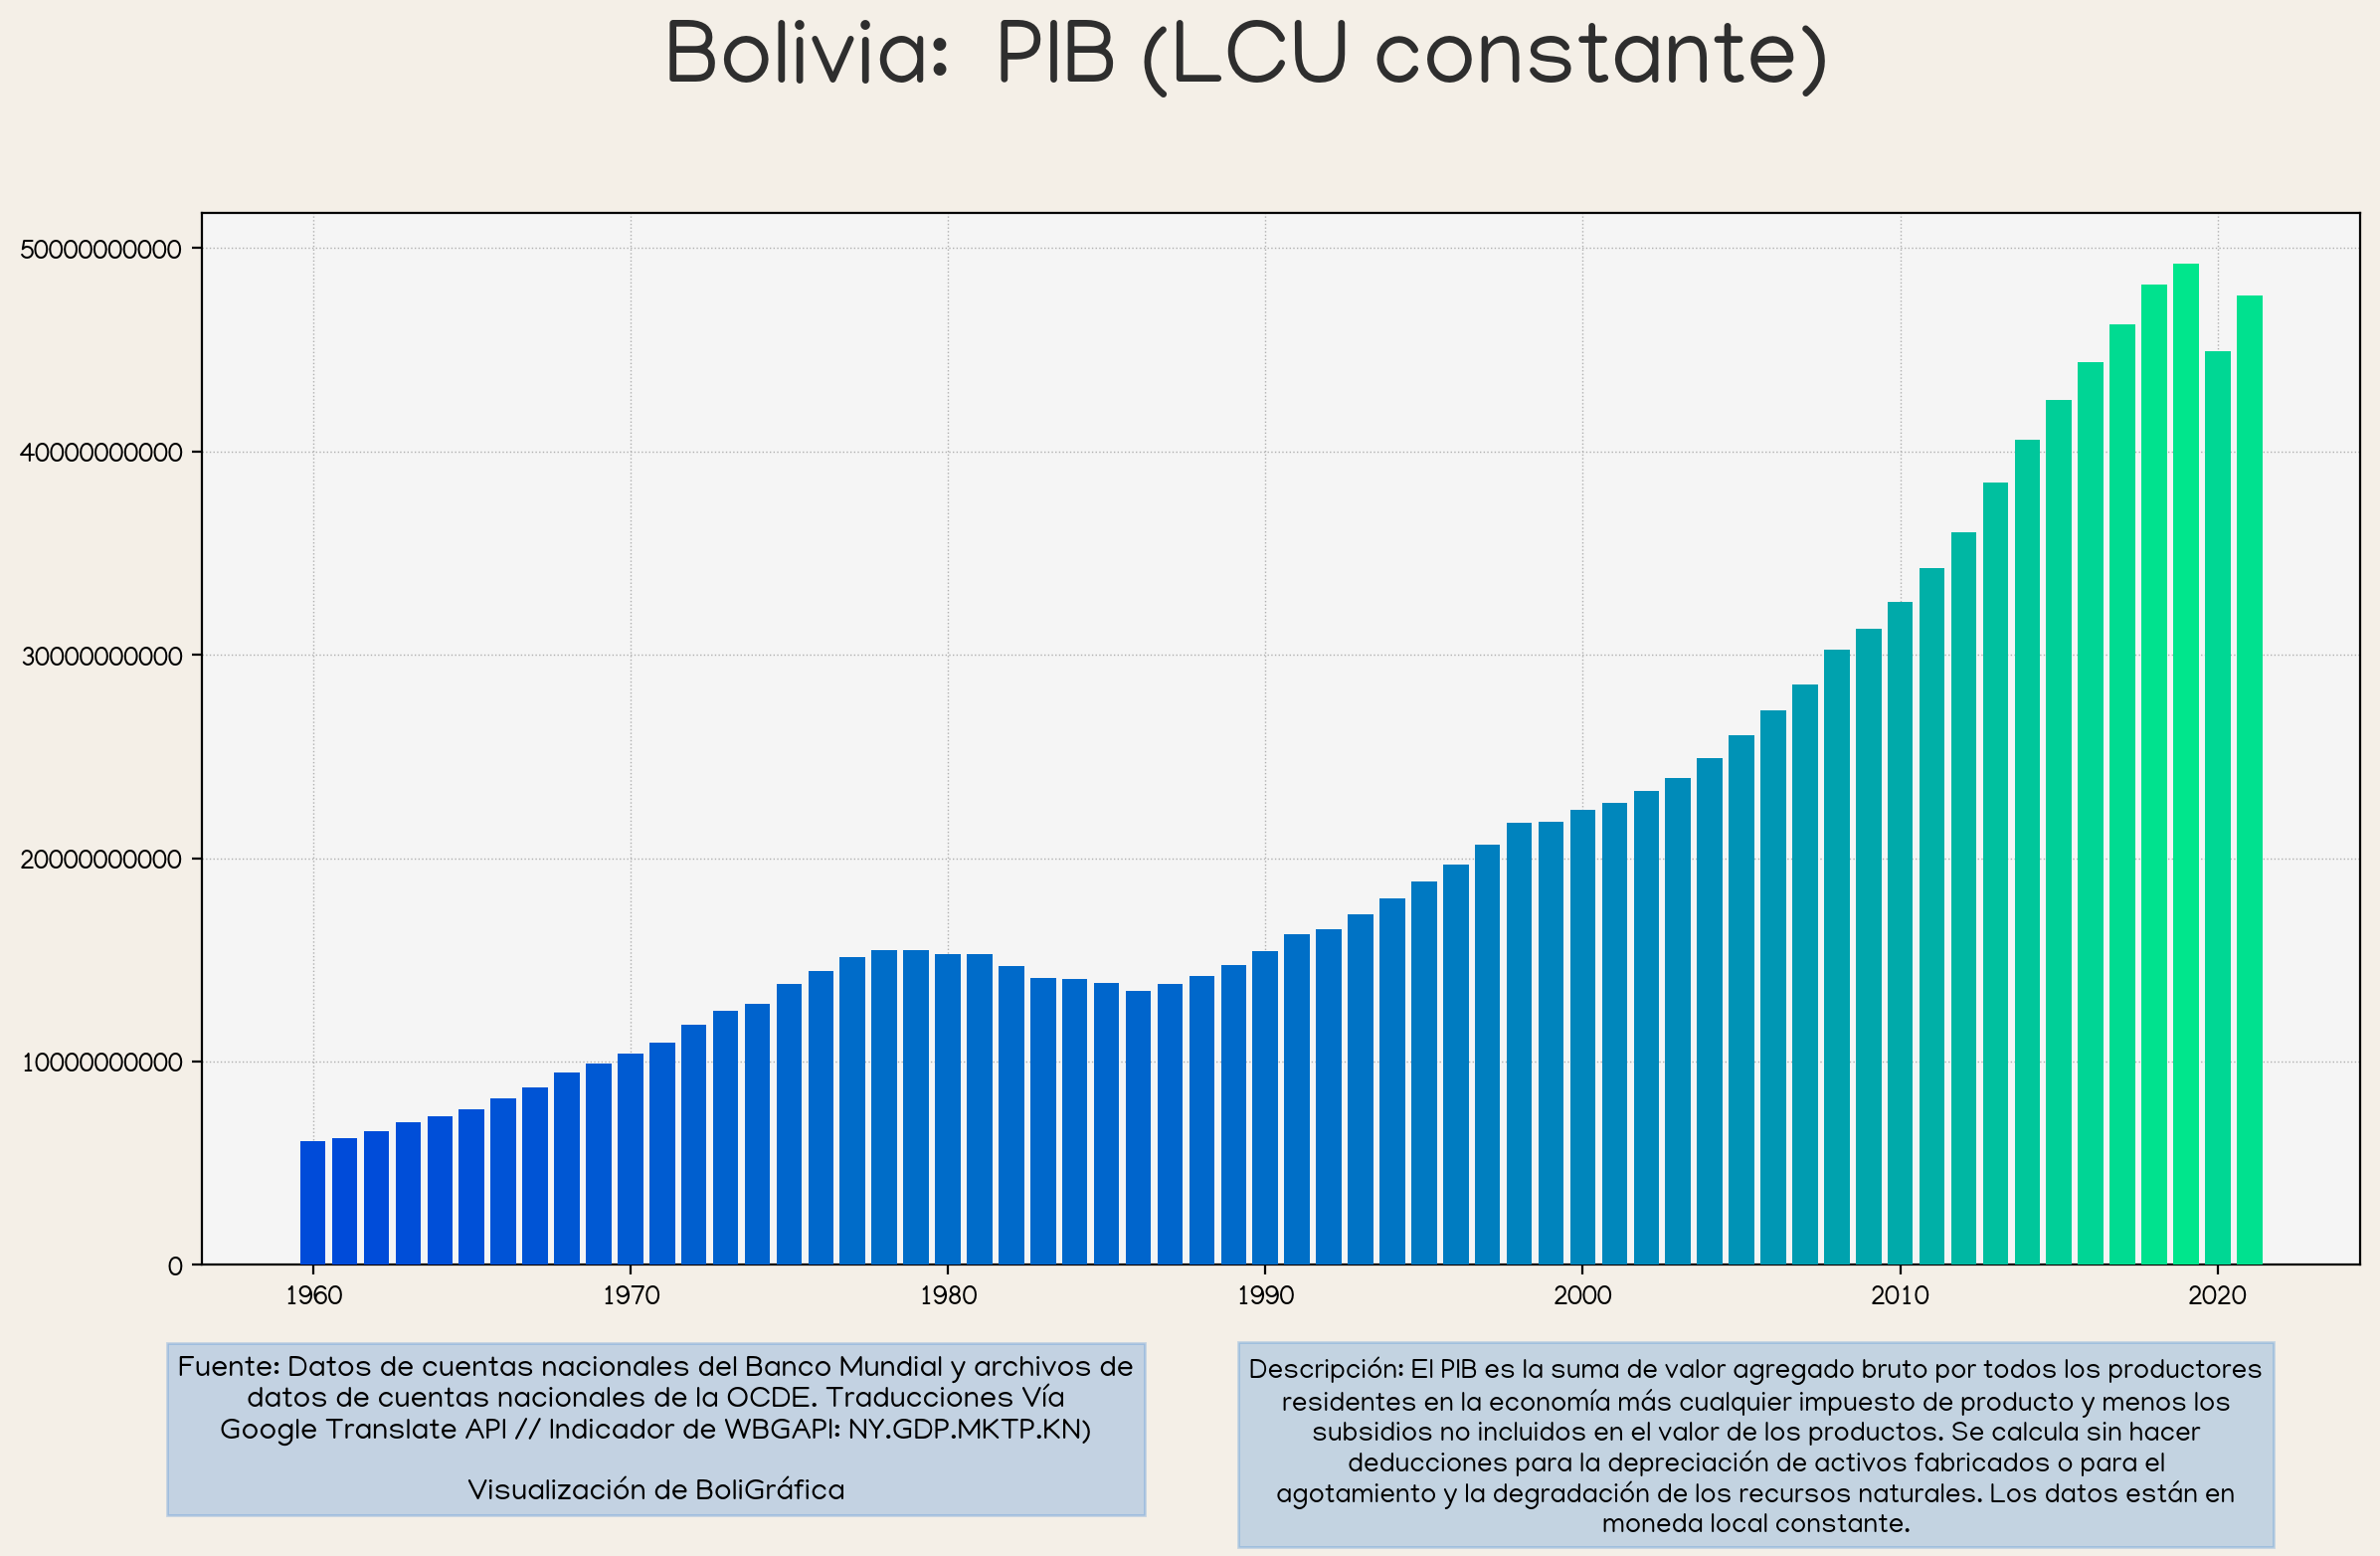 Bolivia: PIB (LCU constante)
50000000000
40000000000
30000000000
20000000000
10000000000
0
1960 1970 1980 1990 2000 2010 2020
Fuente: Datos de cuentas nacionales del Banco Mundial y archivos de
datos de cuentas nacionales de la OCDE. Traducciones Vía
Google Translate API // Indicador de WBGAPI: NY.GDP.MKTP.KN)
Visualización de BoliGráfica
Descripción: El PIB es la suma de valor agregado bruto por todos los productores
residentes en la economía más cualquier impuesto de producto y menos los
subsidios no incluidos en el valor de los productos. Se calcula sin hacer
deducciones para la depreciación de activos fabricados o para el
agotamiento y la degradación de los recursos naturales. Los datos están en
moneda local constante.